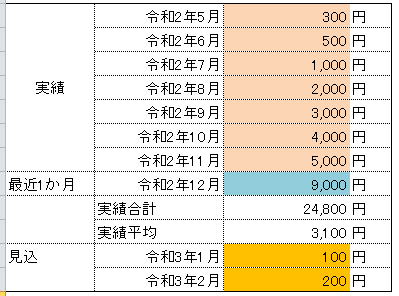 令和2年5月 300 円
令和2年6月 500 円
令和2年7月 1,000 円
実績 令和2年8月 2,000 円
令和2年9月 3,000 円
令和2年10月 4,000 円
令和2年11月 5,000 円
最近1か月 令和2年12月 9,000 円
実績合計 24,800 円
実績平均 3,100 円
見込 令和3年1月 100 円
令和3年2月 200 円